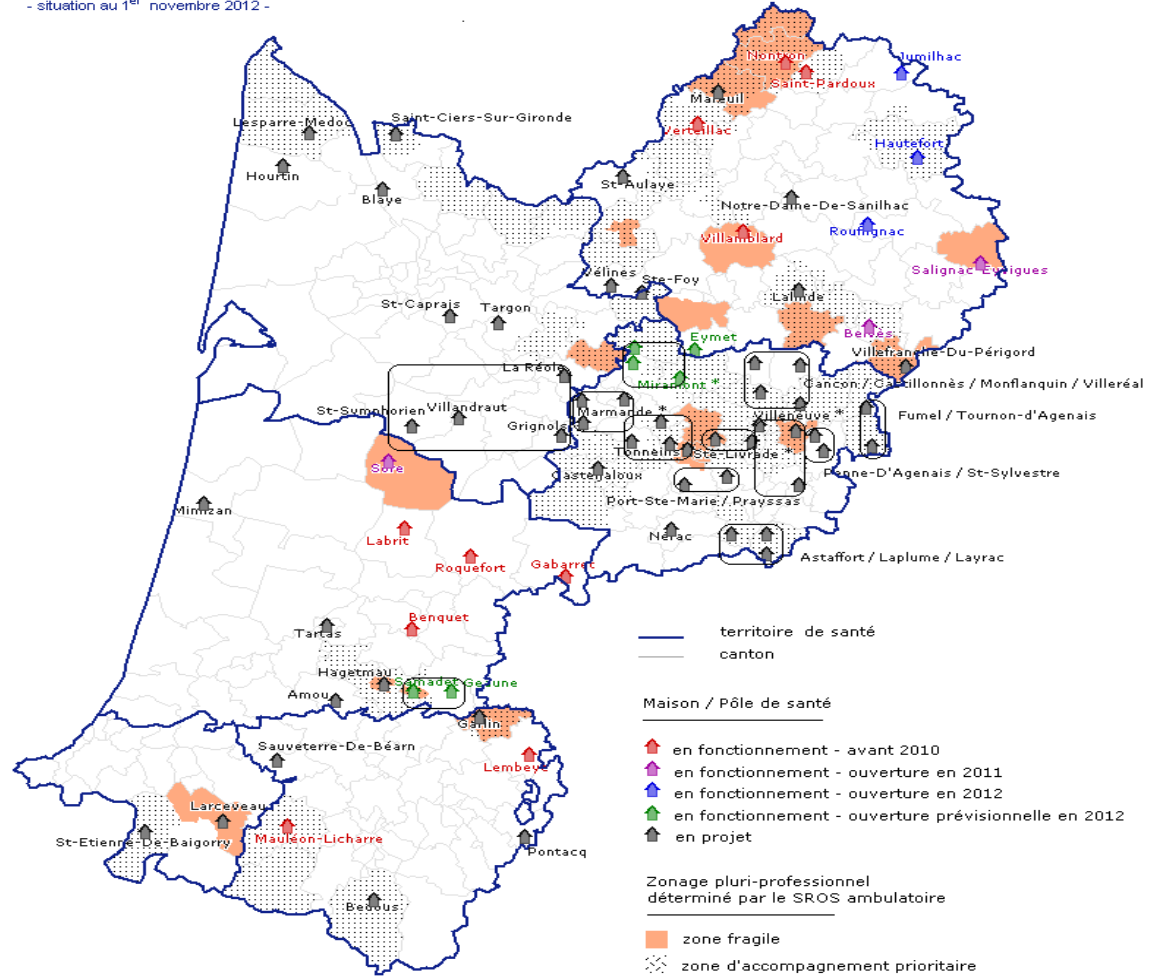 - situation au 1er novembre 2012 -
Nontron
Jumilhac
Saint-Pardoux
Mareuil
Saint-Ciers-Sur-Gironde
Lesparre-Medoc
Verteillac
Hautefort
Hourtin
St-Aulaye
Blaye
Notre-Dame-De-Sanilhac
Rouffignac
Villamblard
Salignac Eyvigues
Vélines
Ste-Foy
Lalinde
St-Caprais
Targon
Belvès
Eymet
Villefranche-Du-Périgord
La Réole
Miramont *
Cancon / Castillonnès / Monflanquin / Villeréal
St-Symphorien
Villandraut
Marmande *
Villeneuve *
Fumel / Tournon-d'Agenais
Grignols
Tonneins
Ste-Livrade *
Sore
Casteljaloux
Penne-D'Agenais / St-Sylvestre
Port-Ste-Marie / Prayssas
Mimizan
Labrit
Nérac
Astaffort / Laplume / Layrac
Roquefort
Gabarret
Benquet
Tartas
territoire de santé
canton
Hagetmau
Samadet
Geaune
Amou
Maison / Pôle de santé
Garlin
Sauveterre-De-Béarn
en fonctionnement - avant 2010
Lembeye
en fonctionnement - ouverture en 2011
en fonctionnement - ouverture en 2012
Larceveau
en fonctionnement - ouverture prévisionnelle en 2012
St-Etienne-De-Baigorry
Mauléon-Licharre
en projet
Pontacq
Zonage pluri-professionnel
déterminé par le SROS ambulatoire
Bedous
zone fragile
zone d'accompagnement prioritaire